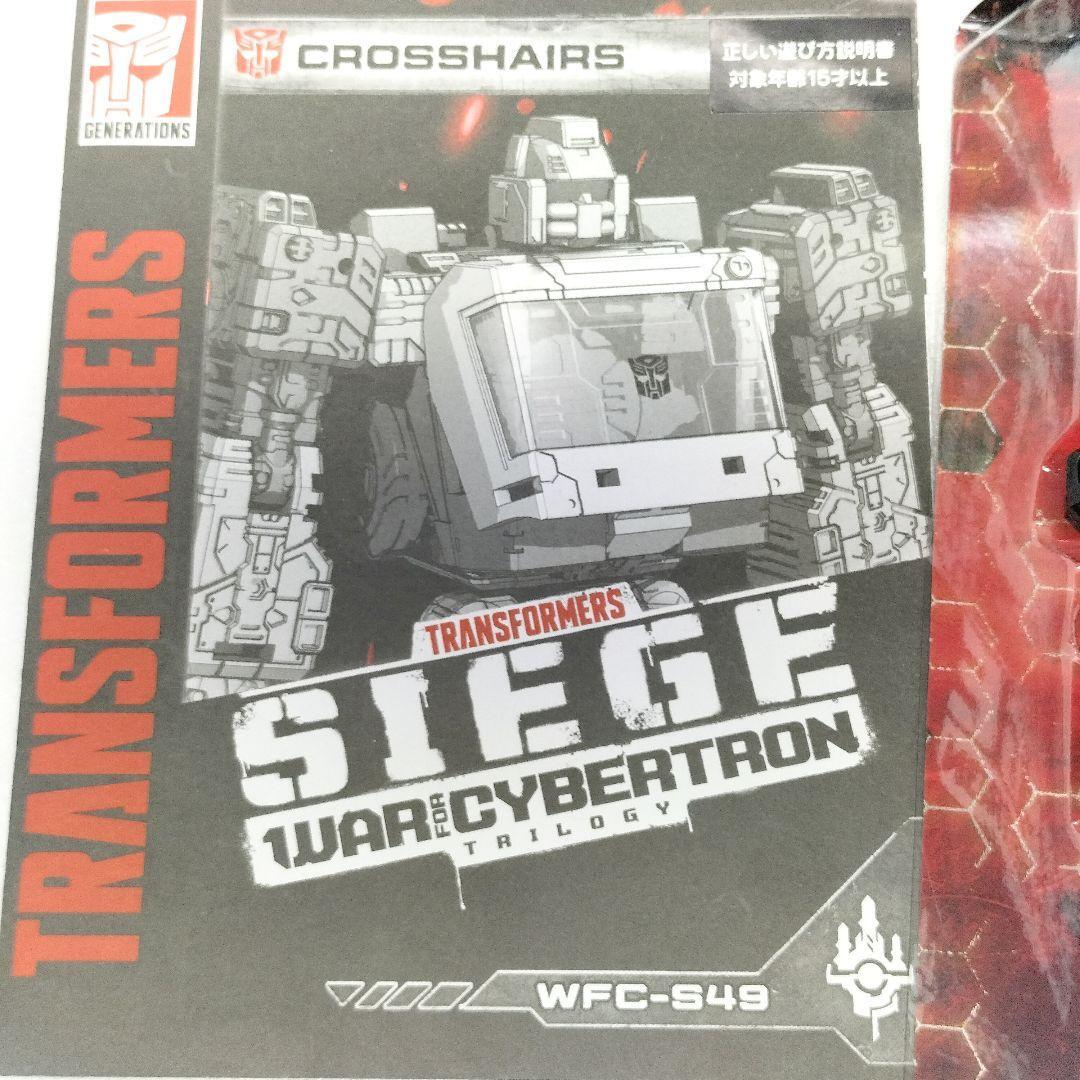 GENERATIONS
TRANSFORMERS
CROSSHAIRS
正しい遊び方説明書
対象年齢15才以上
TRANSFORMERS
SIEGE
WAR FOR CYBERTRON
TRILOGY
WFC-S49